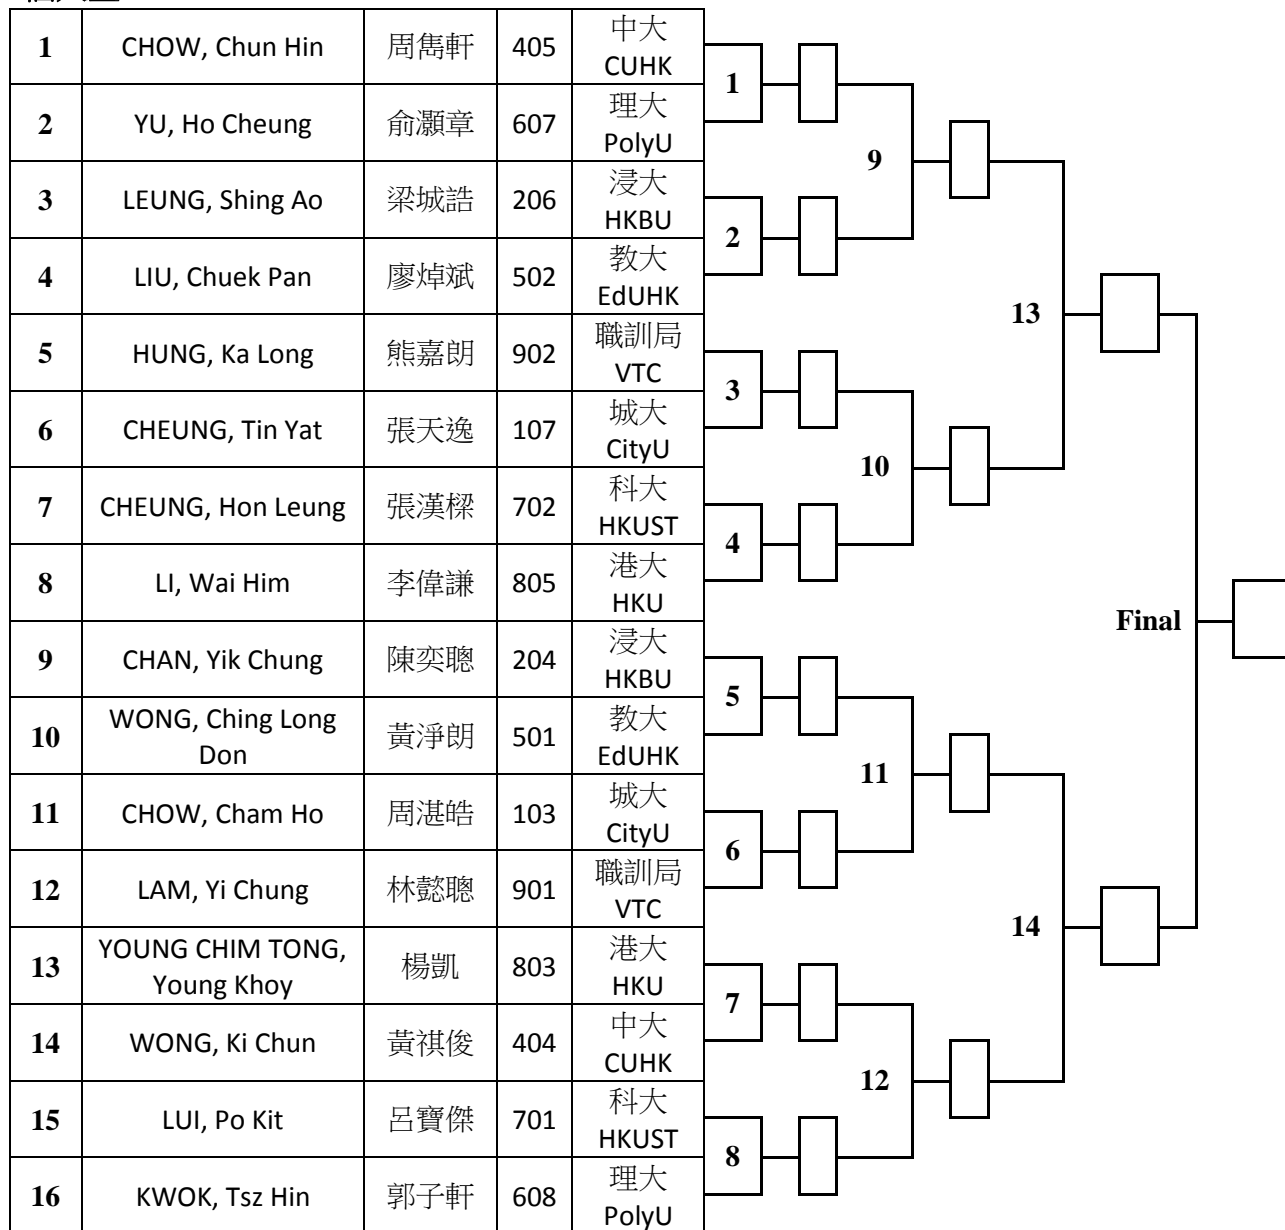 1 CHOW, Chun Hin 周雋軒 405 中大
CUHK
2 YU, Ho Cheung 俞灝章 607 理大
PolyU
3 LEUNG, Shing Ao 梁城誥 206 浸大
HKBU
4 LIU, Chuek Pan 廖焯斌 502 教大
EdUHK
5 HUNG, Ka Long 熊嘉朗 902 職訓局
VTC
6 CHEUNG, Tin Yat 張天逸 107 城大
CityU
7 CHEUNG, Hon Leung 張漢樑 702 科大
HKUST
8 LI, Wai Him 李偉謙 805 港大
HKU
9 CHAN, Yik Chung 陳奕聰 204 浸大
HKBU
10 WONG, Ching Long
Don 黃淨朗 501 教大
EdUHK
11 CHOW, Cham Ho 周湛皓 103 城大
CityU
12 LAM, Yi Chung 林懿聰 901 職訓局
VTC
13 YOUNG CHIM TONG,
Young Khoy 楊凱 803 港大
HKU
14 WONG, Ki Chun 黃祺俊 404 中大
CUHK
15 LUI, Po Kit 呂寶傑 701 科大
HKUST
16 KWOK, Tsz Hin 郭子軒 608 理大
PolyU
1
2
3
4
5
6
7
8
9
10
11
12
13
14
Final